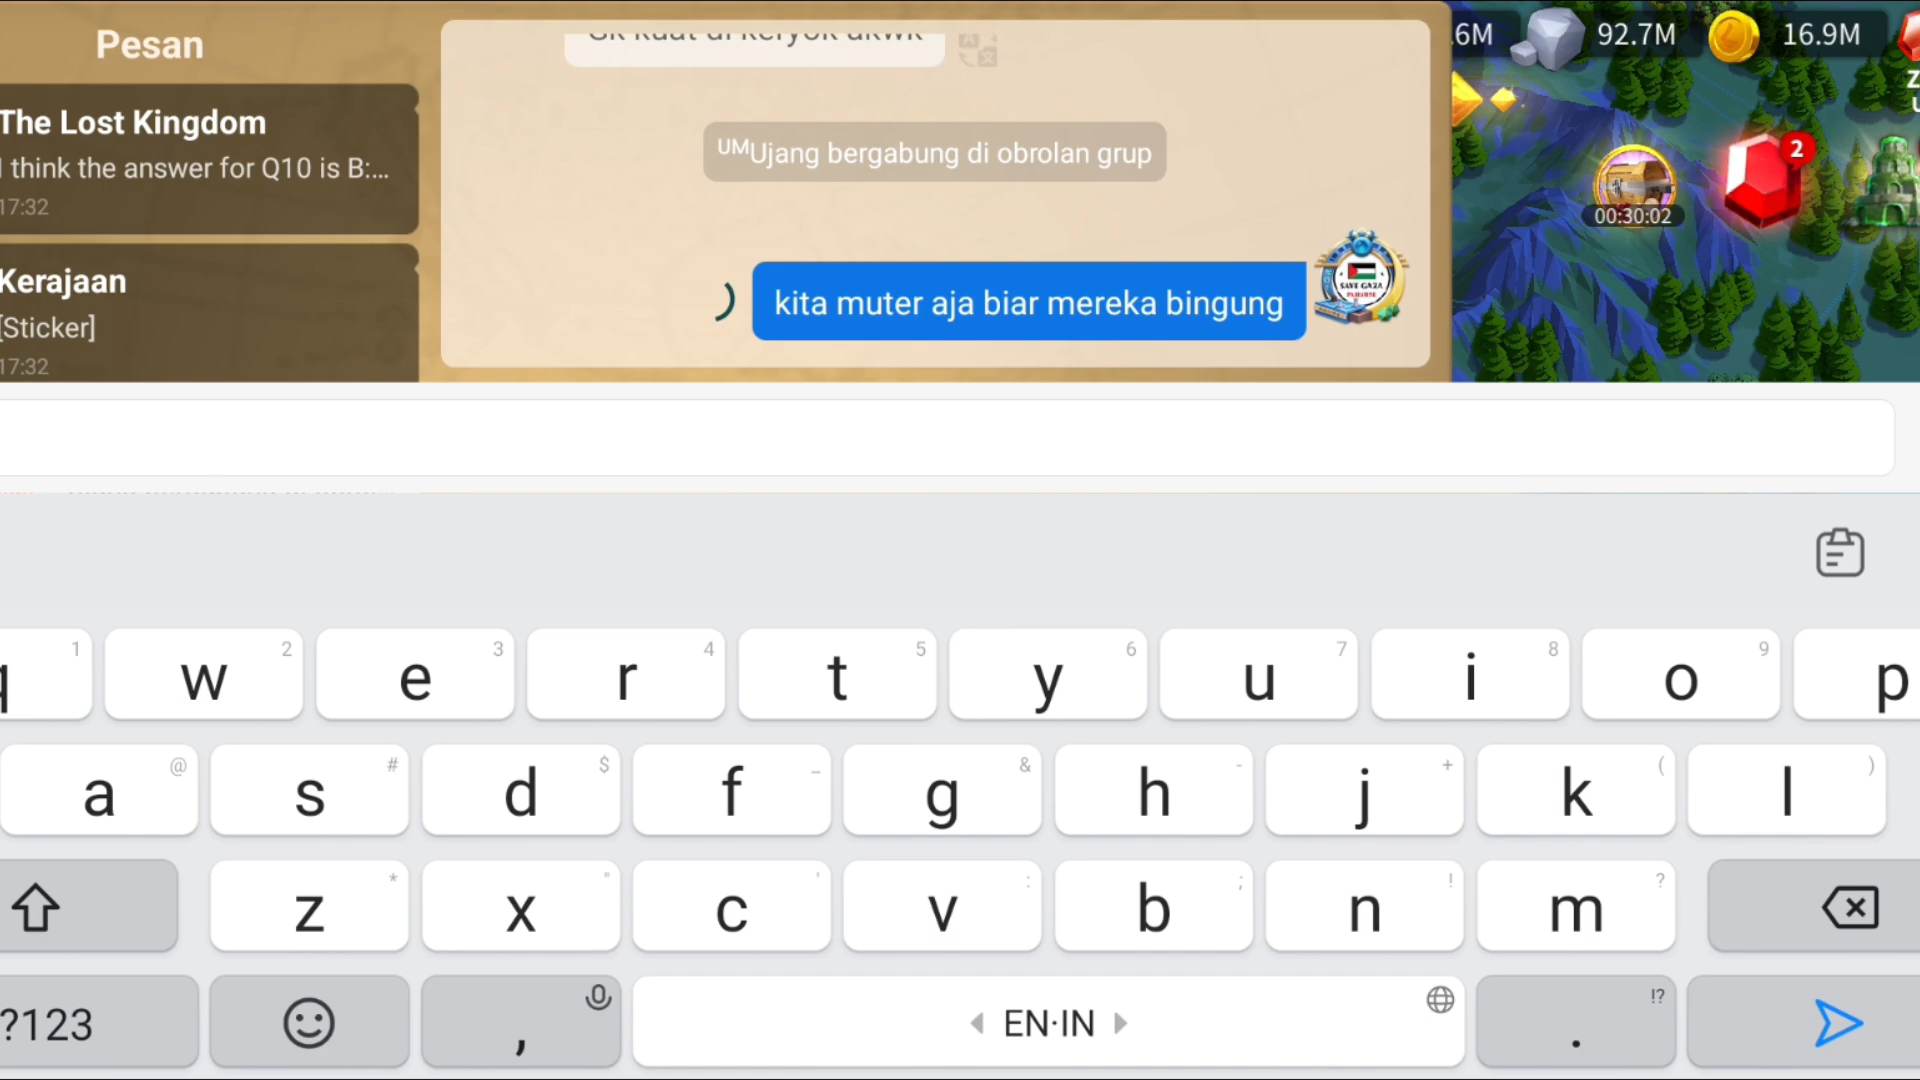 Pesan
The Lost Kingdom
I think the answer for Q10 is B:...
17:32
Kerajaan
[Sticker]
17:32
UMUjang bergabung di obrolan grup
kita muter aja biar mereka bingung
SAVE GAZA
.6M
92.7M
16.9M
2
00:30:02
q 1 w 2 e 3 r 4 t 5 y 6 u 7 i 8 o 9 p
a @ s # d $ f _ g & h - j + k ( l )
z * x " c ' v : b ; n ! m ?
?123 , EN·IN . !?